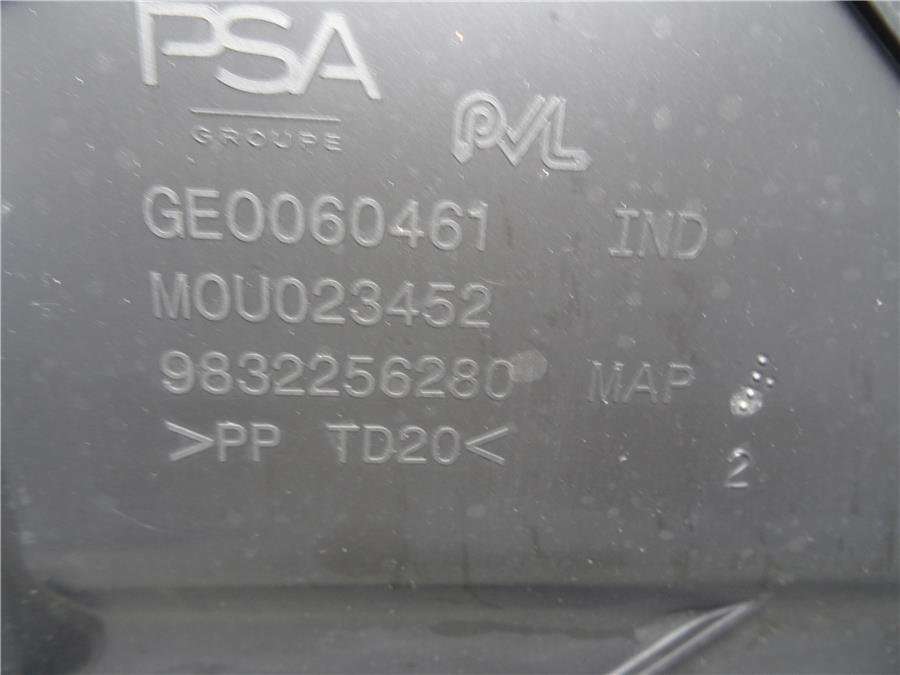 PSA
GROUPE
PVL
GE0060461 IND
MOU023452
9832256280 MAP
>PP TD20<
2